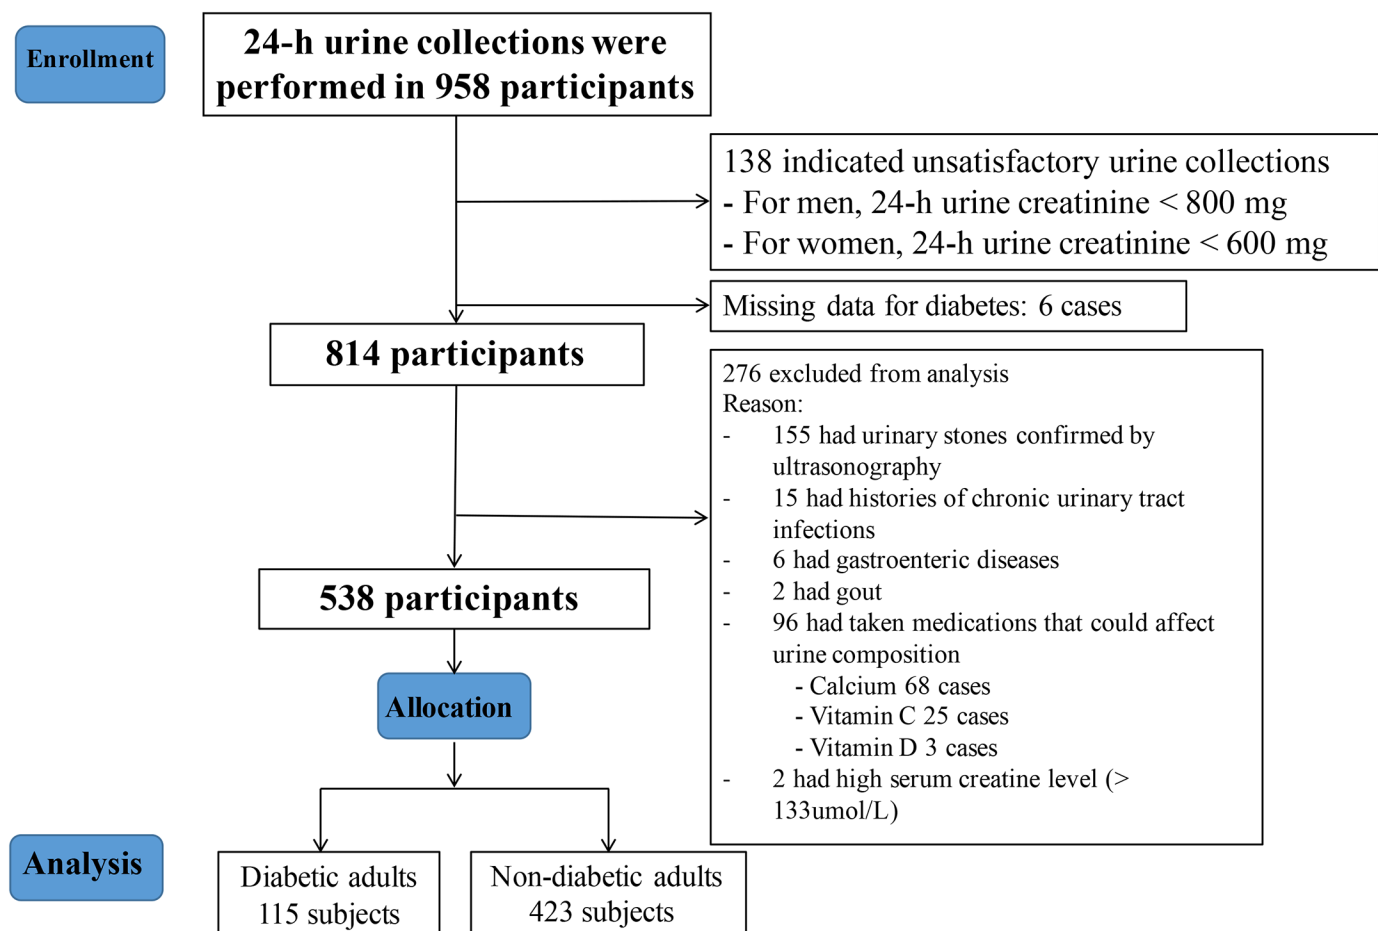 Enrollment
24-h urine collections were
performed in 958 participants
138 indicated unsatisfactory urine collections
- For men, 24-h urine creatinine < 800 mg
- For women, 24-h urine creatinine < 600 mg
Missing data for diabetes: 6 cases
814 participants
276 excluded from analysis
Reason:
- 155 had urinary stones confirmed by
ultrasonography
- 15 had histories of chronic urinary tract
infections
- 6 had gastroenteric diseases
- 2 had gout
- 96 had taken medications that could affect
urine composition
- Calcium 68 cases
- Vitamin C 25 cases
- Vitamin D 3 cases
- 2 had high serum creatine level (>
133umol/L)
538 participants
Allocation
Analysis
Diabetic adults
115 subjects
Non-diabetic adults
423 subjects